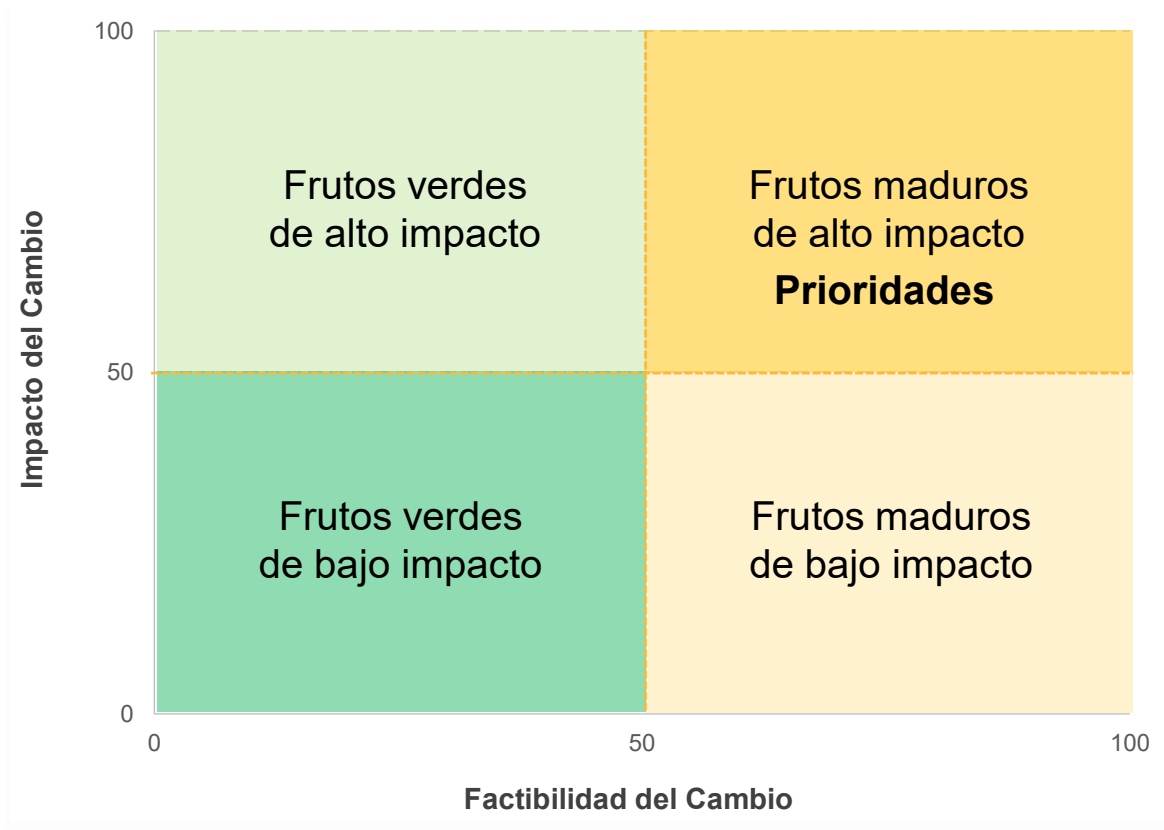 100
Frutos verdes
de alto impacto
Frutos maduros
de alto impacto
Prioridades
Impacto del Cambio
50
Frutos verdes
de bajo impacto
Frutos maduros
de bajo impacto
0
0
50
100
Factibilidad del Cambio